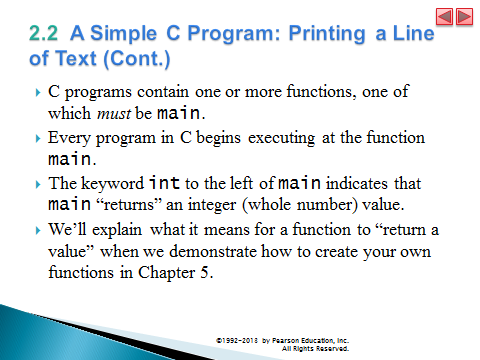 2.2 A Simple C Program: Printing a Line
of Text (Cont.)
C programs contain one or more functions, one of
which must be main.
Every program in C begins executing at the function
main.
The keyword int to the left of main indicates that
main “returns” an integer (whole number) value.
We’ll explain what it means for a function to “return a
value” when we demonstrate how to create your own
functions in Chapter 5.
©1992-2013 by Pearson Education, Inc.
All Rights Reserved.